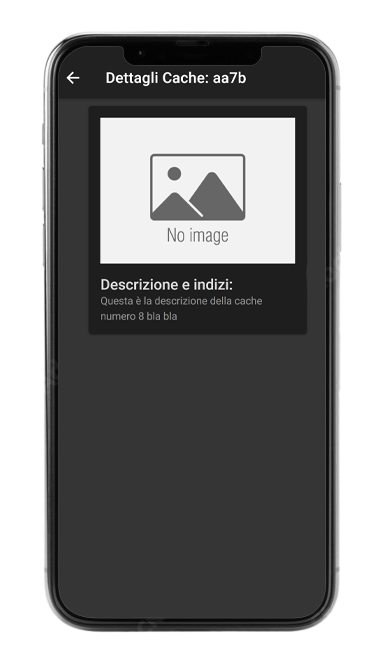 Dettagli Cache: aa7b
No image
Descrizione e indizi:
Questa è la descrizione della cache
numero 8 bla bla